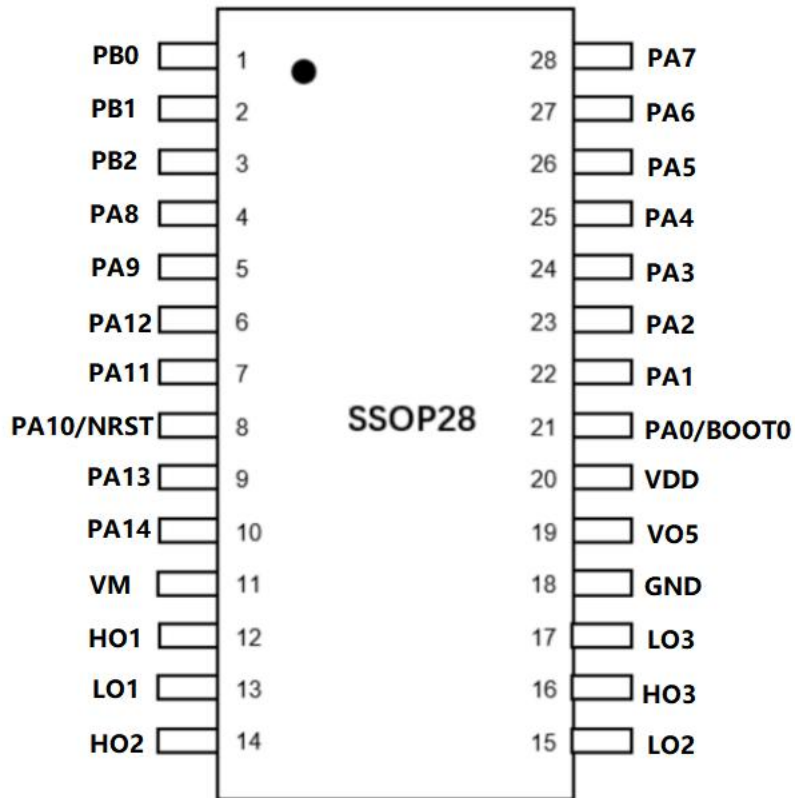 PB0 1 28 PA7
PB1 2 27 PA6
PB2 3 26 PA5
PA8 4 25 PA4
PA9 5 24 PA3
PA12 6 23 PA2
PA11 7 22 PA1
PA10/NRST 8 SSOP28 21 PA0/BOOT0
PA13 9 20 VDD
PA14 10 19 VO5
VM 11 18 GND
HO1 12 17 LO3
LO1 13 16 HO3
HO2 14 15 LO2